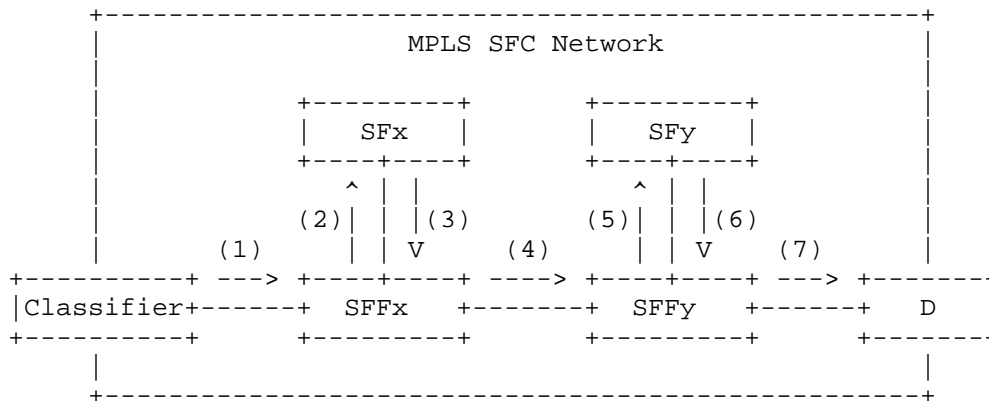 MPLS SFC Network
SFx SFy
(2) (3) (5) (6)
(1) (4) (7)
Classifier SFFx SFFy D